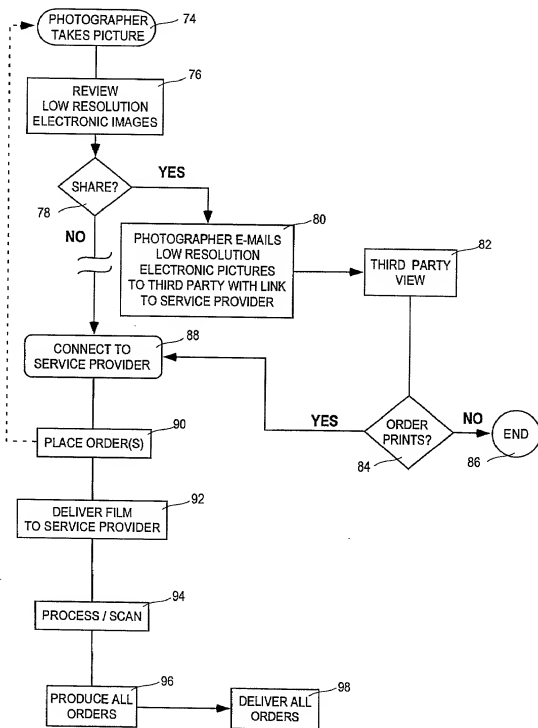 PHOTOGRAPHER
TAKES PICTURE
74
76
REVIEW
LOW RESOLUTION
ELECTRONIC IMAGES
SHARE?
78
YES
NO
80
PHOTOGRAPHER E-MAILS
LOW RESOLUTION
ELECTRONIC PICTURES
TO THIRD PARTY WITH LINK
TO SERVICE PROVIDER
82
THIRD PARTY
VIEW
88
CONNECT TO
SERVICE PROVIDER
YES
ORDER
PRINTS?
84
NO
END
86
90
PLACE ORDER(S)
92
DELIVER FILM
TO SERVICE PROVIDER
94
PROCESS / SCAN
96
PRODUCE ALL
ORDERS
98
DELIVER ALL
ORDERS